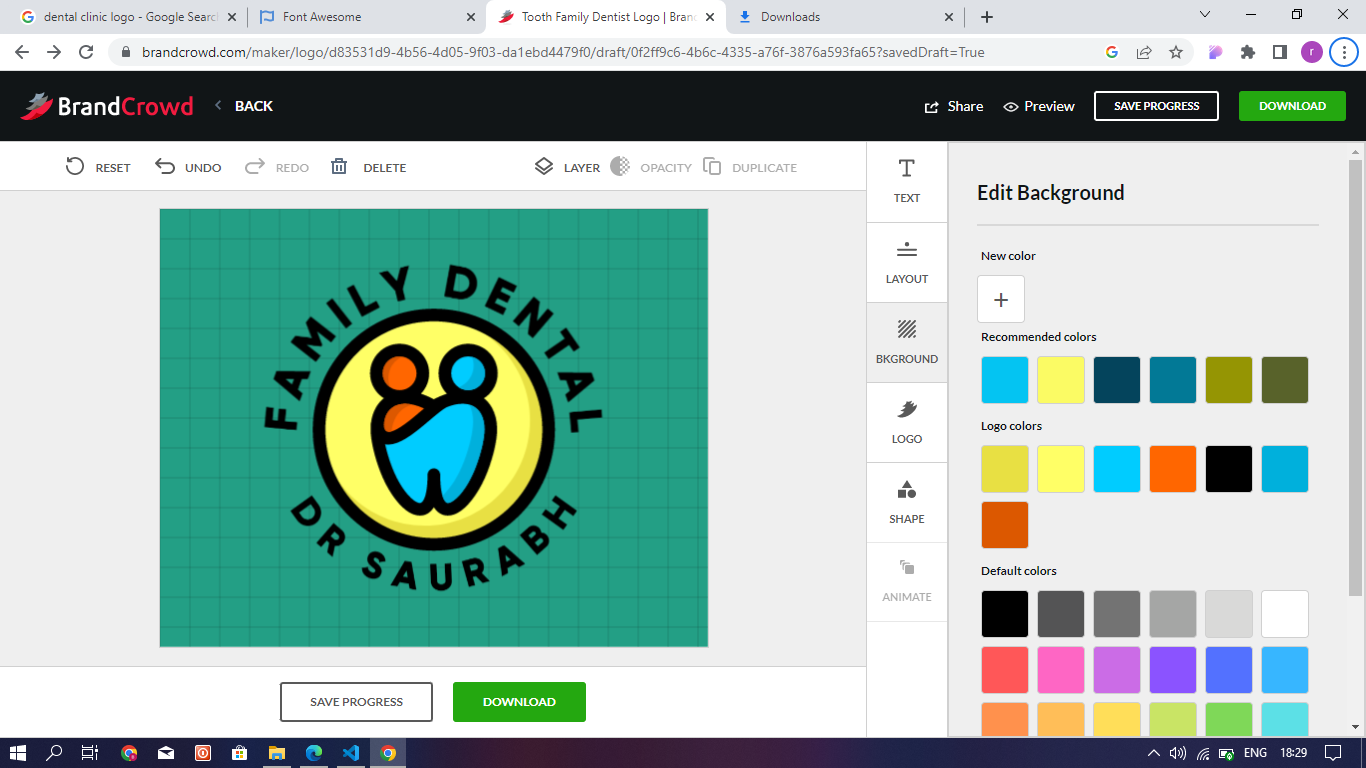 dental clinic logo - Google Searc
Font Awesome
Tooth Family Dentist Logo | Bran
Downloads
brandcrowd.com/maker/logo/d83531d9-4b56-4d05-9f03-da1ebd4479f0/draft/0f2ff9c6-4b6c-4335-a76f-3876a593fa65?savedDraft=True
r
BrandCrowd
BACK
Share
Preview
SAVE PROGRESS
DOWNLOAD
RESET
UNDO
REDO
DELETE
LAYER
OPACITY
DUPLICATE
FAMILY DENTAL
DR SAURABH
SAVE PROGRESS
DOWNLOAD
TEXT
LAYOUT
BKGROUND
LOGO
SHAPE
ANIMATE
Edit Background
New color
Recommended colors
Logo colors
Default colors
ENG
18:29